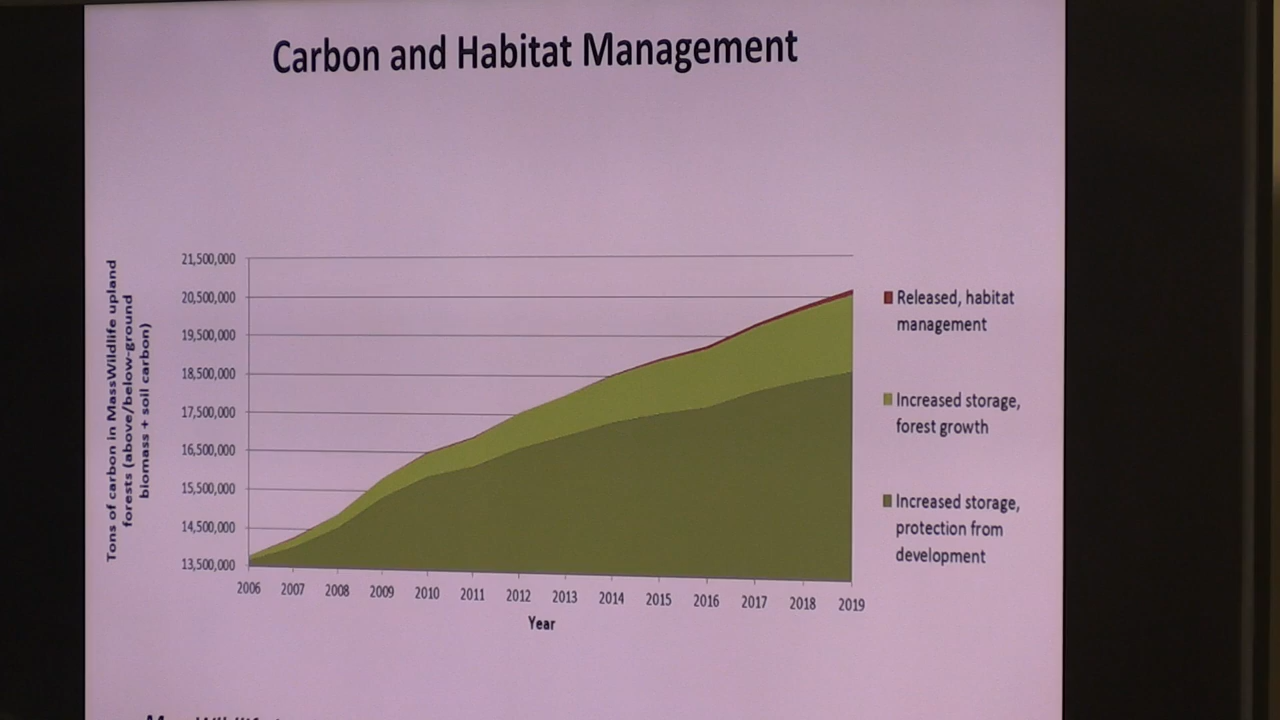 Carbon and Habitat Management
Tons of carbon in MassWildlife upland
forests (above/below-ground
biomass + soil carbon)
21,500,000
20,500,000
19,500,000
18,500,000
17,500,000
16,500,000
15,500,000
14,500,000
13,500,000
2006 2007 2008 2009 2010 2011 2012 2013 2014 2015 2016 2017 2018 2019
Year
Released, habitat
management
Increased storage,
forest growth
Increased storage,
protection from
development